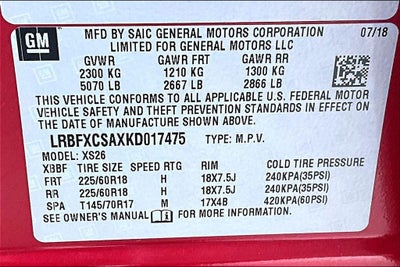 GM
MFD BY SAIC GENERAL MOTORS CORPORATION 07/18
LIMITED FOR GENERAL MOTORS LLC
GVWR GAWR FRT GAWR RR
2300 KG 1210 KG 1300 KG
5070 LB 2667 LB 2866 LB
THIS VEHICLE CONFORMS TO ALL APPLICABLE U.S. FEDERAL MOTOR
VEHICLE SAFETY AND THEFT PREVENTION STANDARDS IN EFFECT ON
THE DATE OF MANUFACTURE SHOWN ABOVE.
LRBFXCSAXKD017475 TYPE: M.P.V.
MODEL: XS26
XBBF TIRE SIZE SPEED RTG RIM COLD TIRE PRESSURE
FRT 225/60R18 H 18X7.5J 240KPA(35PSI)
RR 225/60R18 H 18X7.5J 240KPA(35PSI)
SPA T145/70R17 M 17X4B 420KPA(60PSI)
SEE OWNER'S MANUAL FOR MORE INFORMATION.